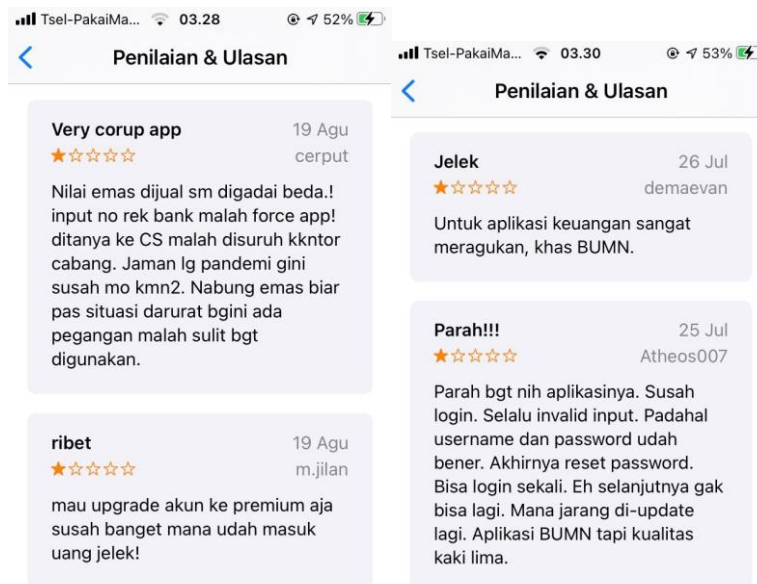 Tsel-PakaiMa... 03.28 52%
Penilaian & Ulasan
Very corup app 19 Agu
cerput
Nilai emas dijual sm digadai beda.!
input no rek bank malah force app!
ditanya ke CS malah disuruh kkntor
cabang. Jaman lg pandemi gini
susah mo kmn2. Nabung emas biar
pas situasi darurat bgini ada
pegangan malah sulit bgt
digunakan.
ribet 19 Agu
m.jilan
mau upgrade akun ke premium aja
susah banget mana udah masuk
uang jelek!
Tsel-PakaiMa... 03.30 53%
Penilaian & Ulasan
Jelek 26 Jul
demaevan
Untuk aplikasi keuangan sangat
meragukan, khas BUMN.
Parah!!! 25 Jul
Atheos007
Parah bgt nih aplikasinya. Susah
login. Selalu invalid input. Padahal
username dan password udah
bener. Akhirnya reset password.
Bisa login sekali. Eh selanjutnya gak
bisa lagi. Mana jarang di-update
lagi. Aplikasi BUMN tapi kualitas
kaki lima.